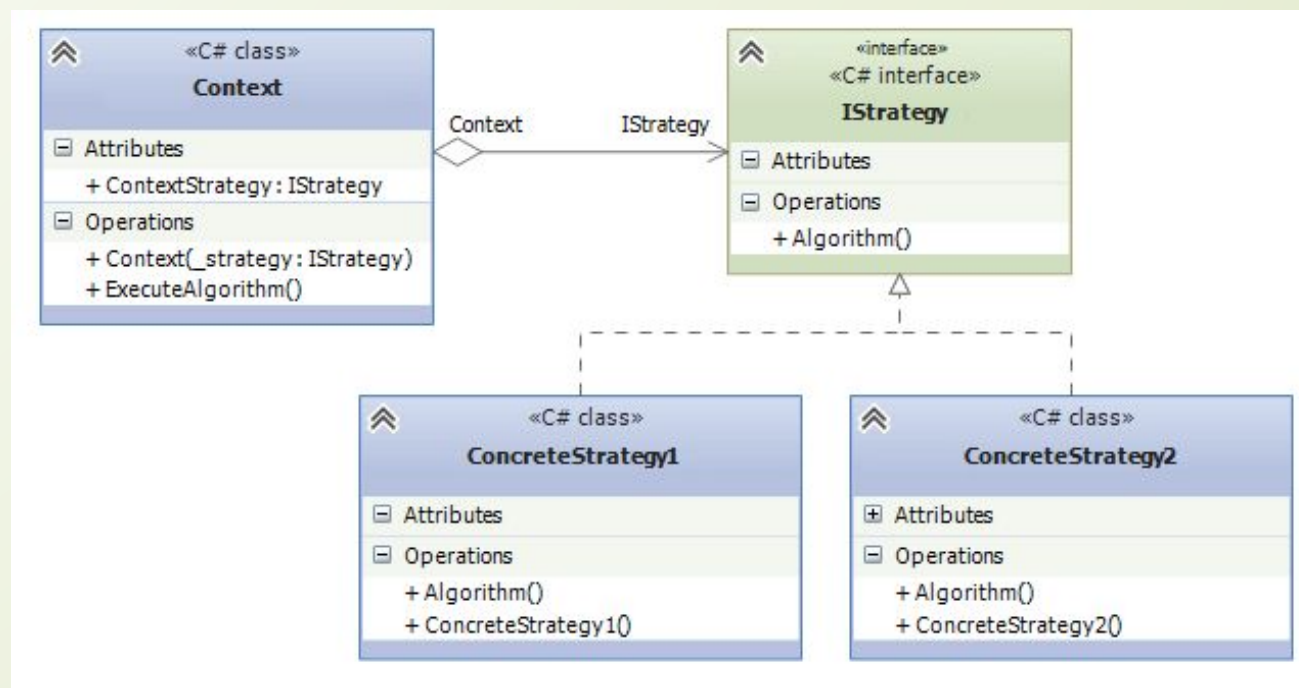 «C# class»
Context
Attributes
+ ContextStrategy : IStrategy
Operations
+ Context(_strategy : IStrategy)
+ ExecuteAlgorithm()
Context
IStrategy
«interface»
«C# interface»
IStrategy
Attributes
Operations
+ Algorithm()
«C# class»
ConcreteStrategy1
Attributes
Operations
+ Algorithm()
+ ConcreteStrategy1()
«C# class»
ConcreteStrategy2
Attributes
Operations
+ Algorithm()
+ ConcreteStrategy2()